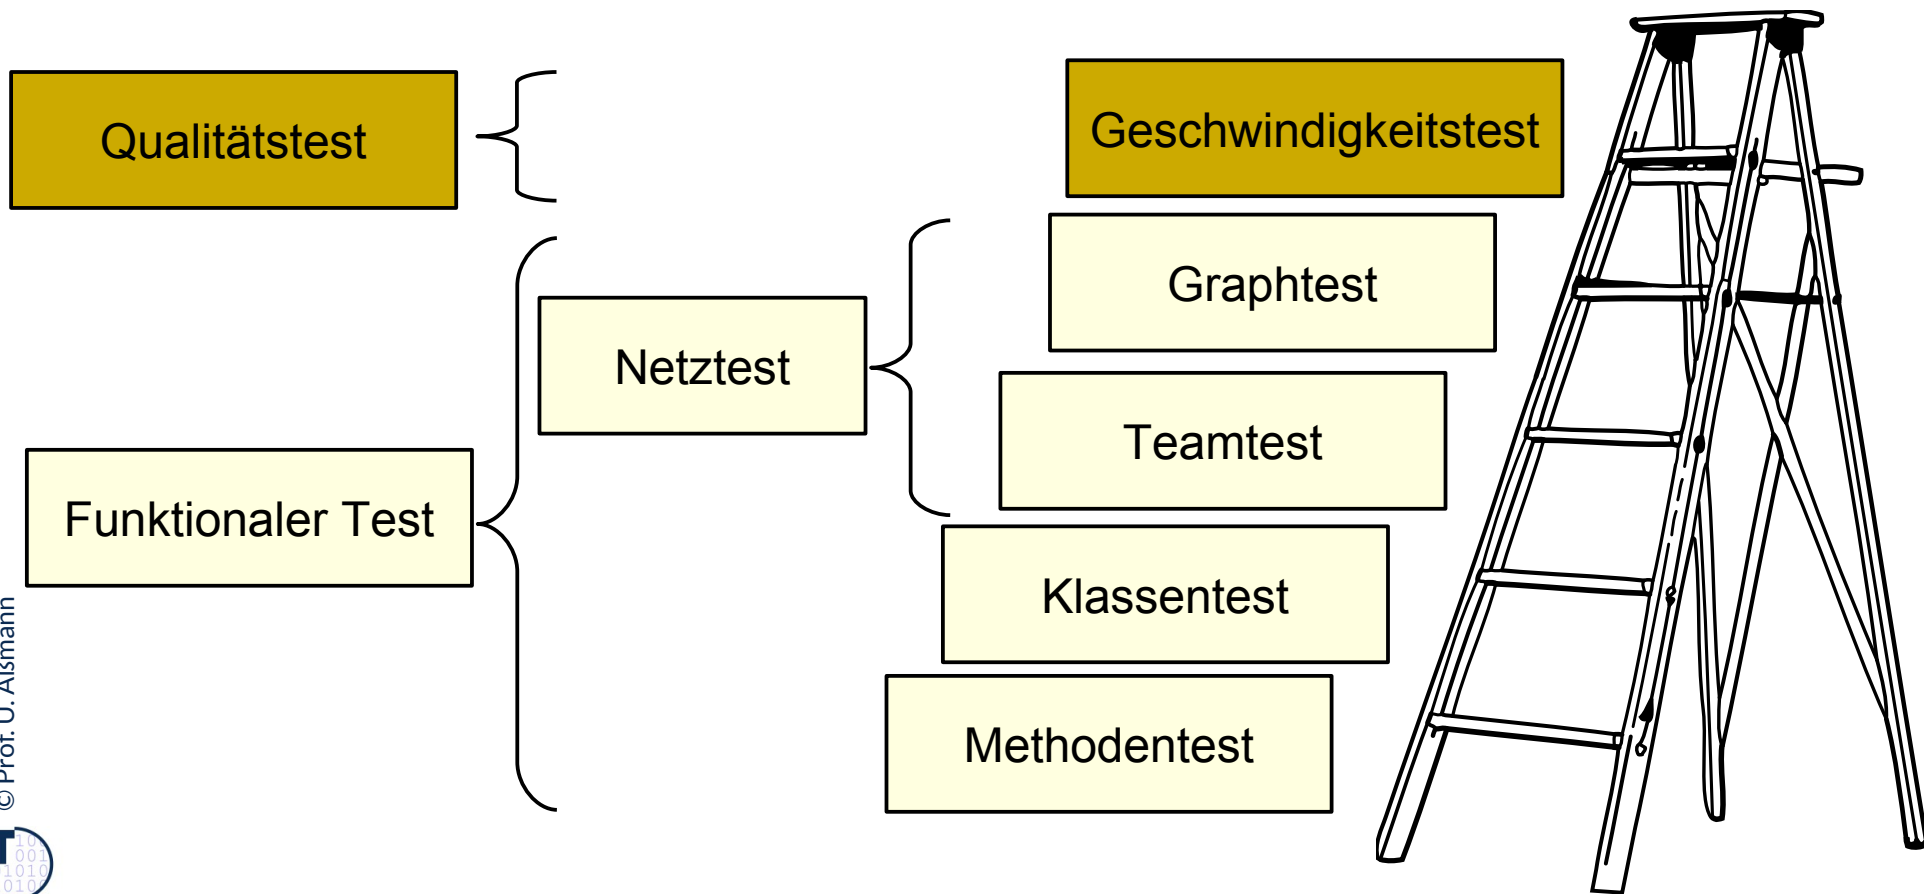 Qualitätstest
Geschwindigkeitstest
Graphtest
Netztest
Teamtest
Funktionaler Test
Klassentest
Methodentest
© Prof. U. Aßmann